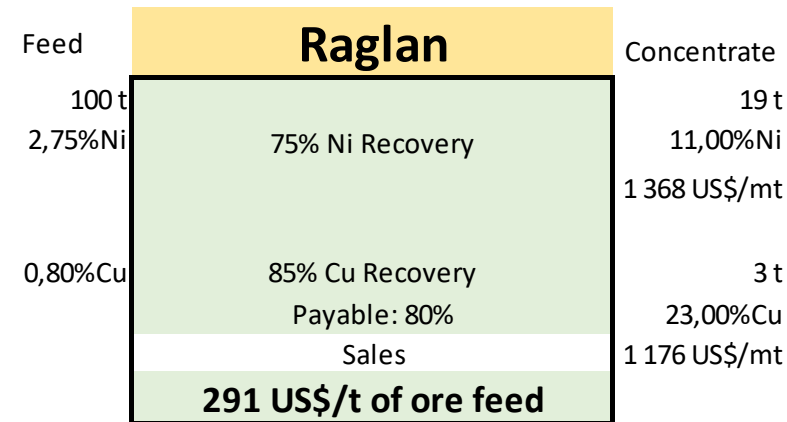 Feed Raglan Concentrate
100 t 19 t
2,75%Ni 75% Ni Recovery 11,00%Ni
1 368 US$/mt
0,80%Cu 85% Cu Recovery 3 t
Payable: 80% 23,00%Cu
Sales 1 176 US$/mt
291 US$/t of ore feed